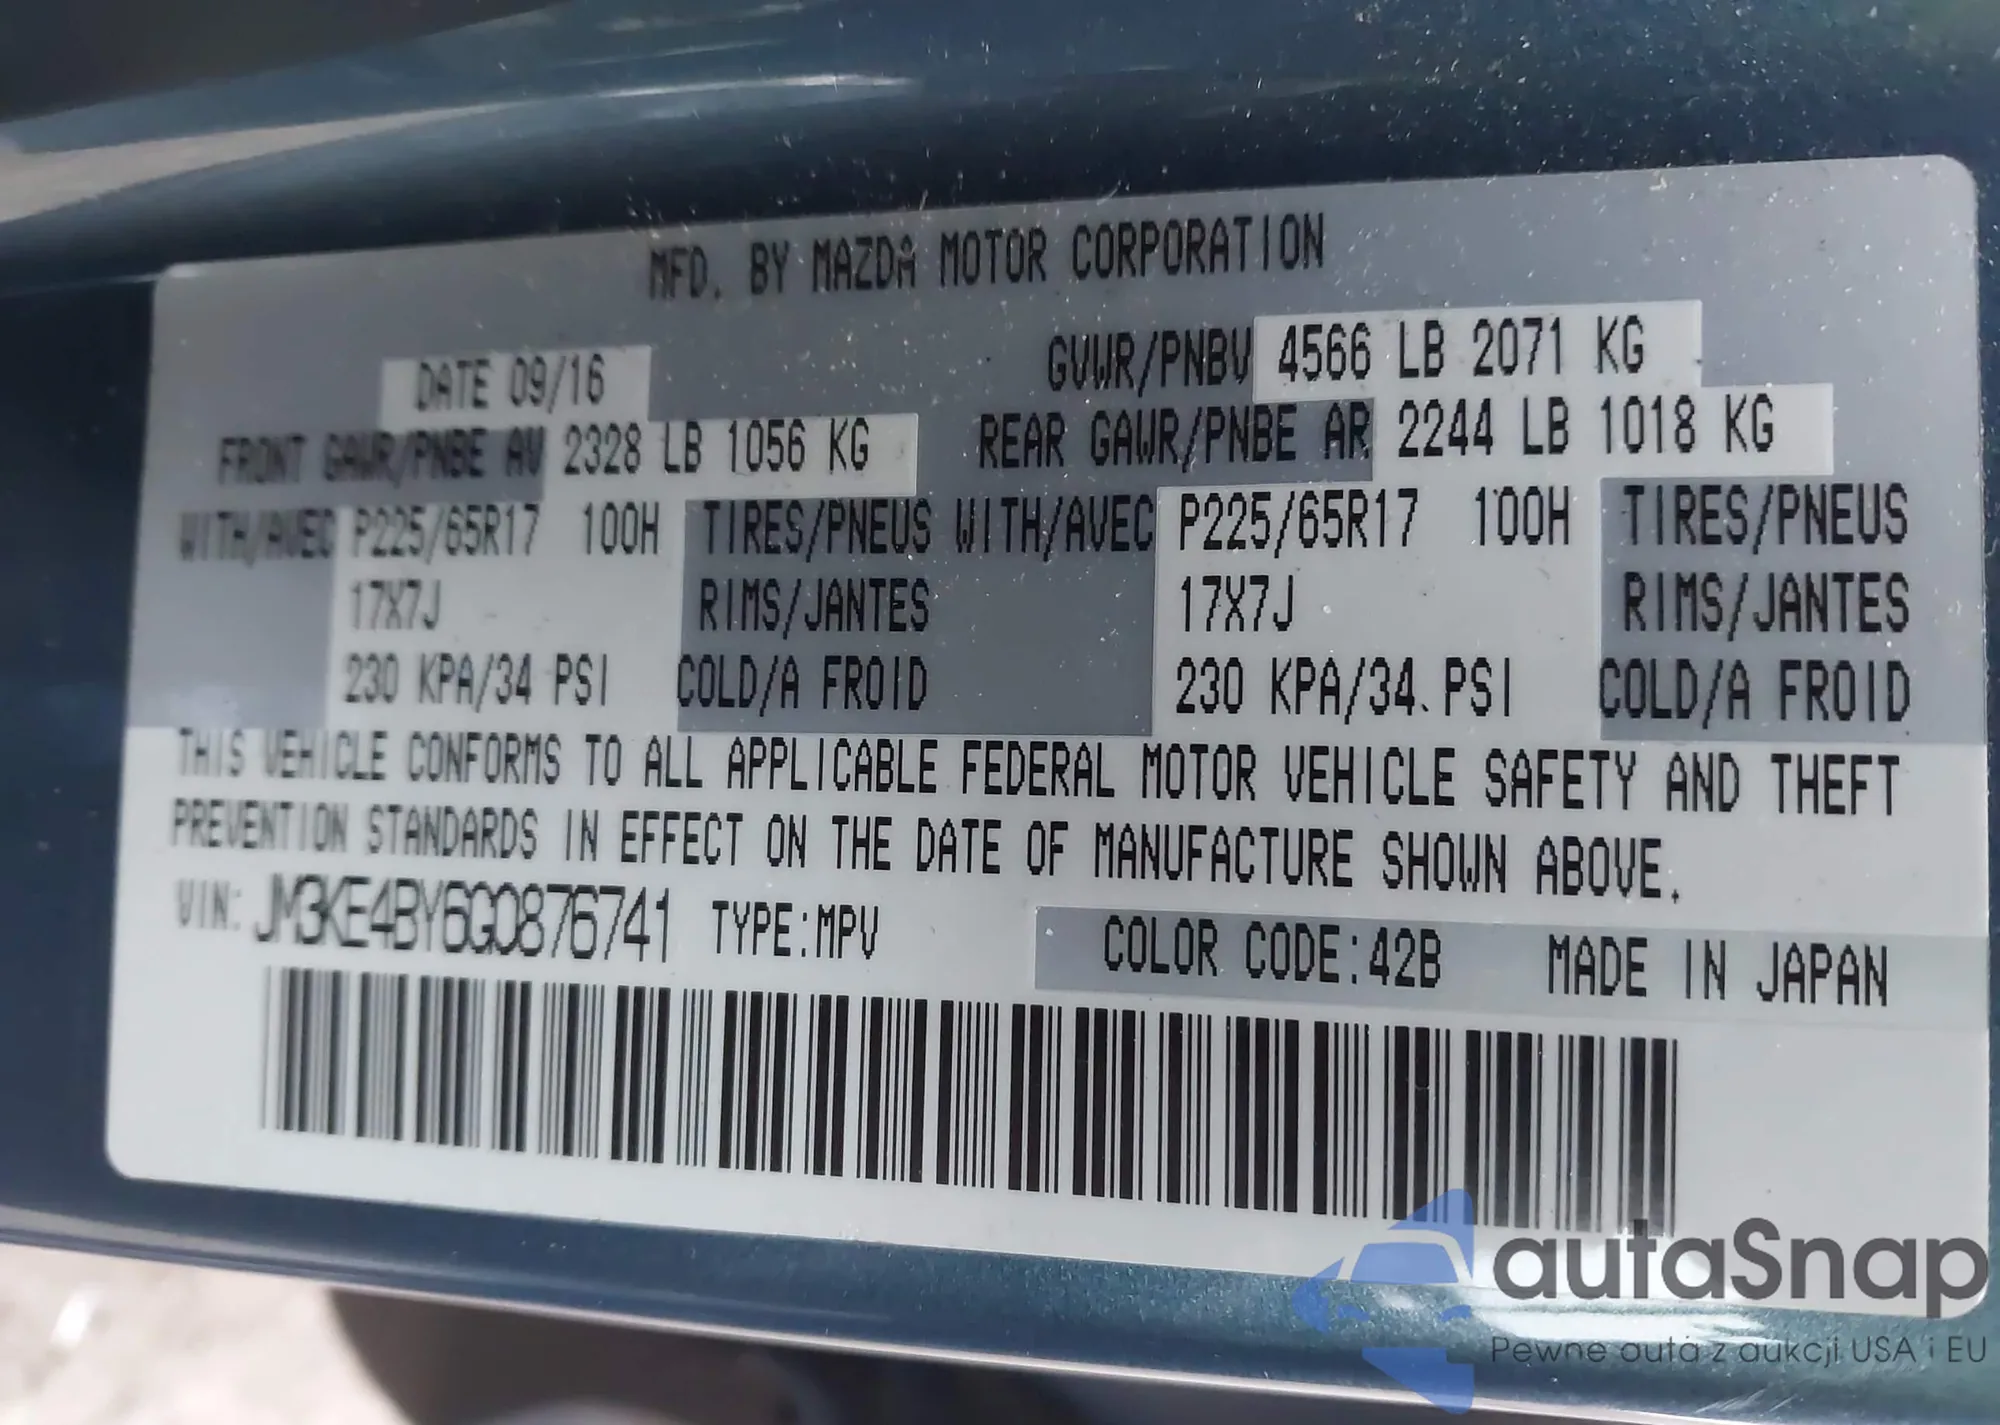 MFD. BY MAZDA MOTOR CORPORATION
DATE 09/16 GVWR/PNBV 4566 LB 2071 KG
FRONT GAWR/PNBE AV 2328 LB 1056 KG REAR GAWR/PNBE AR 2244 LB 1018 KG
WITH/AVEC P225/65R17 100H TIRES/PNEUS WITH/AVEC P225/65R17 100H TIRES/PNEUS
17X7J RIMS/JANTES 17X7J RIMS/JANTES
230 KPA/34 PSI COLD/A FROID 230 KPA/34 PSI COLD/A FROID
THIS VEHICLE CONFORMS TO ALL APPLICABLE FEDERAL MOTOR VEHICLE SAFETY AND THEFT
PREVENTION STANDARDS IN EFFECT ON THE DATE OF MANUFACTURE SHOWN ABOVE.
VIN: JM3KE4BY6G0876741 TYPE:MPV COLOR CODE:42B MADE IN JAPAN
autaSnap
Pewne auta z aukcji USA i EU